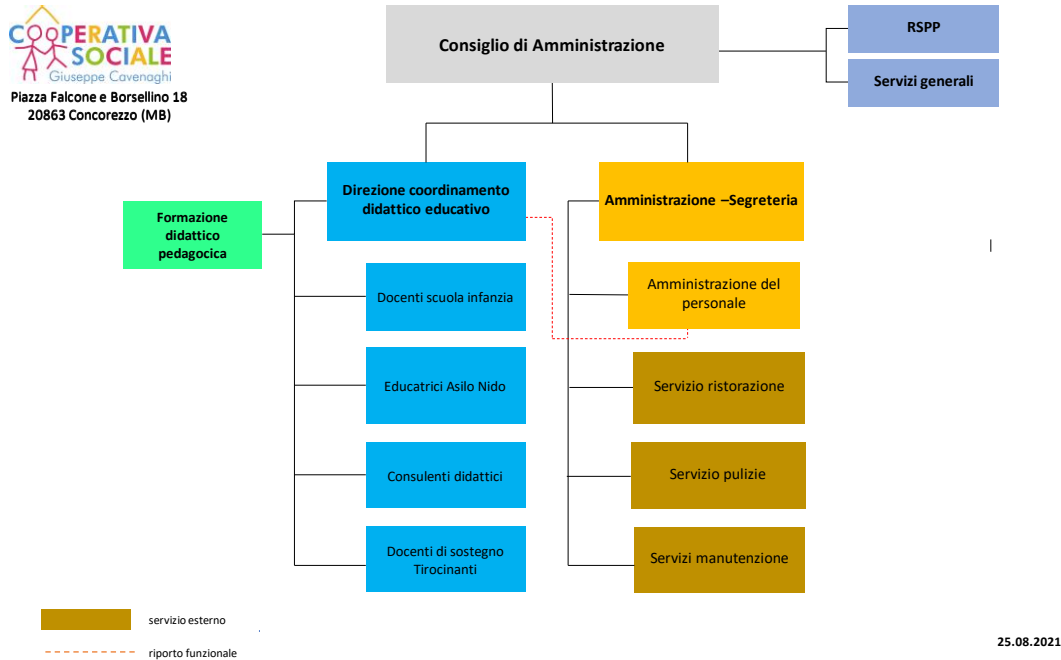 COOPERATIVA
SOCIALE
Giuseppe Cavenaghi
Piazza Falcone e Borsellino 18
20863 Concorezzo (MB)
Consiglio di Amministrazione
RSPP
Servizi generali
Direzione coordinamento
didattico educativo
Amministrazione –Segreteria
Formazione
didattico
pedagocica
Docenti scuola infanzia
Amministrazione del
personale
Educatrici Asilo Nido
Servizio ristorazione
Consulenti didattici
Servizio pulizie
Docenti di sostegno
Tirocinanti
Servizi manutenzione
servizio esterno
riporto funzionale
25.08.2021